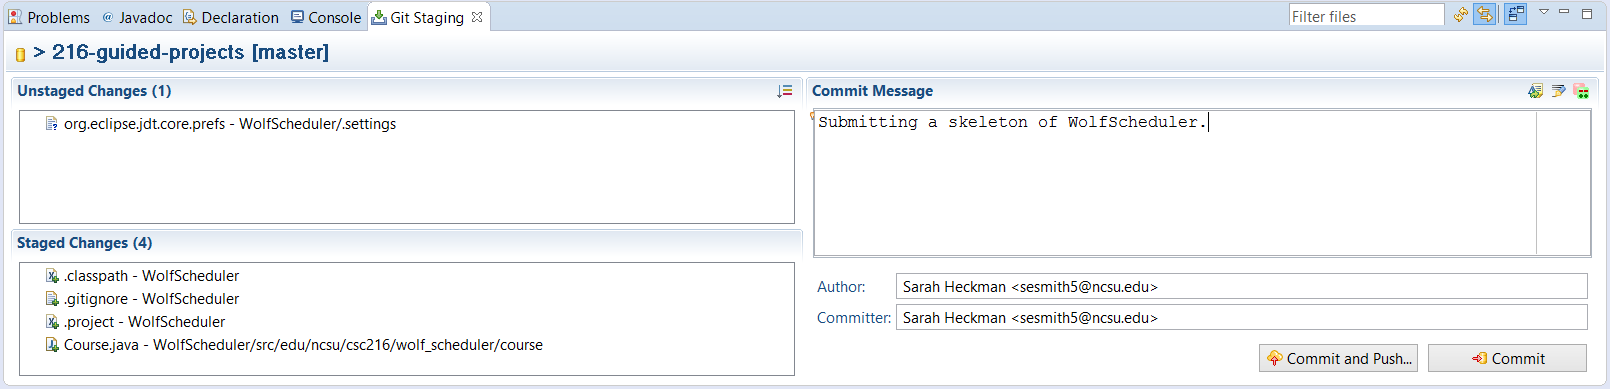 Problems @ Javadoc Declaration Console Git Staging
Filter files
> 216-guided-projects [master]
Unstaged Changes (1)
org.eclipse.jdt.core.prefs - WolfScheduler/.settings
Staged Changes (4)
.classpath - WolfScheduler
.gitignore - WolfScheduler
.project - WolfScheduler
Course.java - WolfScheduler/src/edu/ncsu/csc216/wolf_scheduler/course
Commit Message
Submitting a skeleton of WolfScheduler.
Author: Sarah Heckman <sesmith5@ncsu.edu>
Committer: Sarah Heckman <sesmith5@ncsu.edu>
Commit and Push... Commit